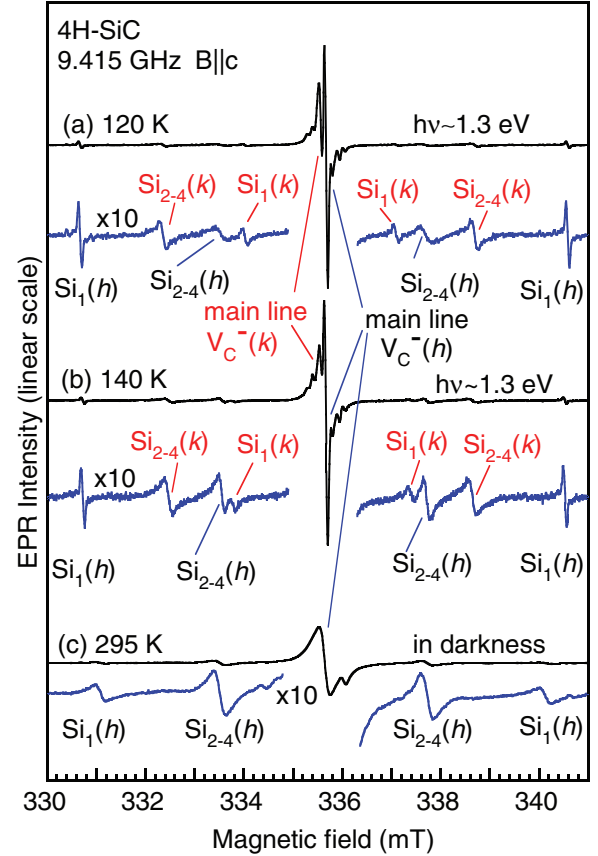 4H-SiC
9.415 GHz B||c
(a) 120 K
hν~1.3 eV
Si₂₋₄(k)
Si₁(k)
Si₁(k)
Si₂₋₄(k)
x10
Si₁(h)
Si₂₋₄(h)
Si₂₋₄(h)
Si₁(h)
main line
V_C⁻(k)
main line
V_C⁻(h)
(b) 140 K
hν~1.3 eV
Si₂₋₄(k)
Si₁(k)
Si₁(k)
Si₂₋₄(k)
x10
Si₁(h)
Si₂₋₄(h)
Si₂₋₄(h)
Si₁(h)
(c) 295 K
in darkness
x10
Si₁(h)
Si₂₋₄(h)
Si₂₋₄(h)
Si₁(h)
330
332
334
336
338
340
Magnetic field (mT)
EPR Intensity (linear scale)